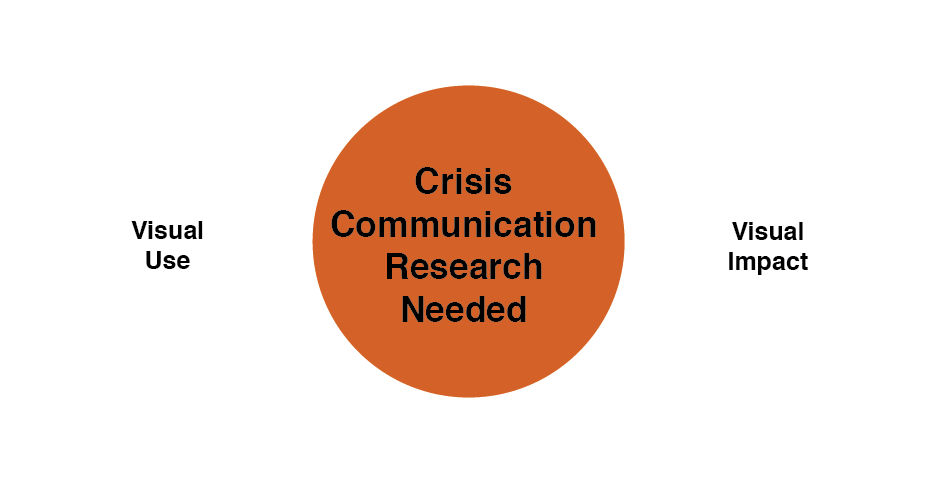 Visual
Use
Crisis
Communication
Research
Needed
Visual
Impact